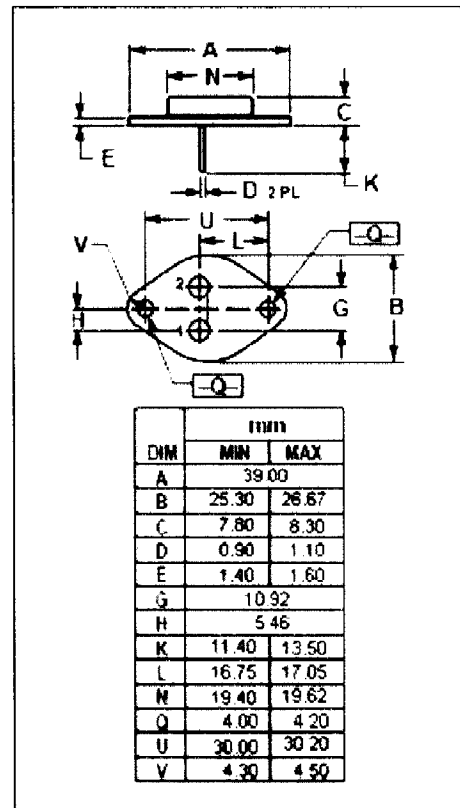 A
N
C
E
D 2 PL
K
U
V
L
Q
2
H
G
B
1
Q
mm
DIM MIN MAX
A 39.00
B 25.30 26.67
C 7.80 8.30
D 0.90 1.10
E 1.40 1.60
G 10.92
H 5.46
K 11.40 13.50
L 16.75 17.05
N 19.40 19.62
Q 4.00 4.20
U 30.00 30.20
V 4.30 4.50